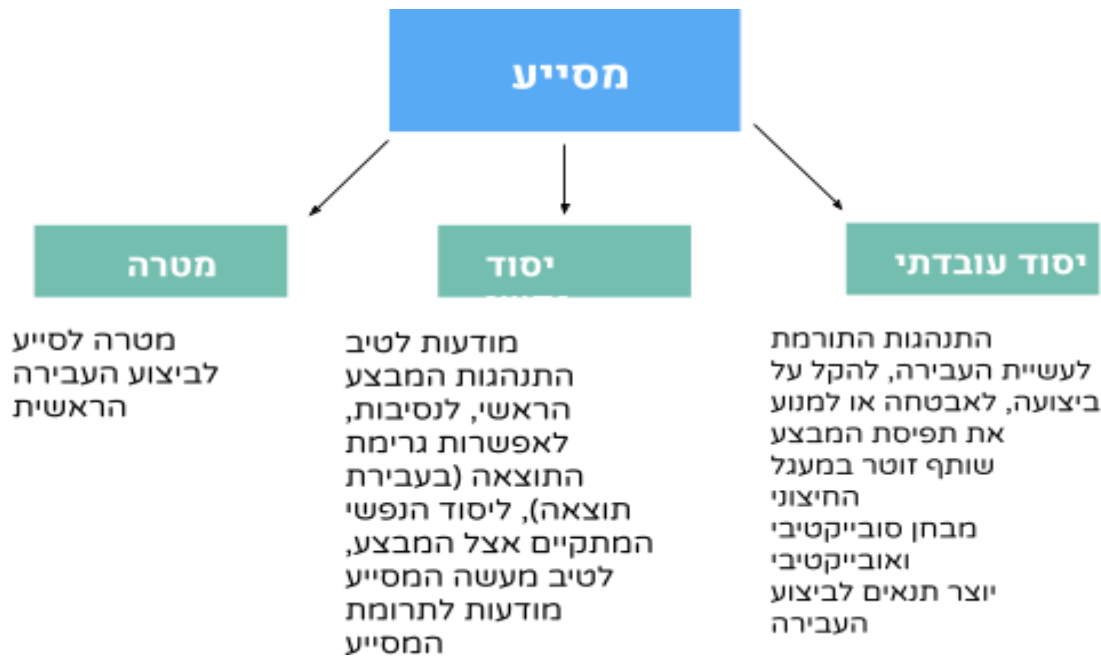 מסייע
יסוד עובדתי
התנהגות התורמת
לעשיית העבירה, להקל על
ביצועה, לאבטחה או למנוע
את תפיסת המבצע
שותף זוטר במעגל
החיצוני
מבחן סובייקטיבי
ואובייקטיבי
יוצר תנאים לביצוע
העבירה
יסוד
מודעות לטיב
התנהגות המבצע
הראשי, לנסיבות,
לאפשרות גרימת
התוצאה (בעבירת
תוצאה), ליסוד הנפשי
המתקיים אצל המבצע,
לטיב מעשה המסייע
מודעות לתרומת
המסייע
מטרה
מטרה לסייע
לביצוע העבירה
הראשית